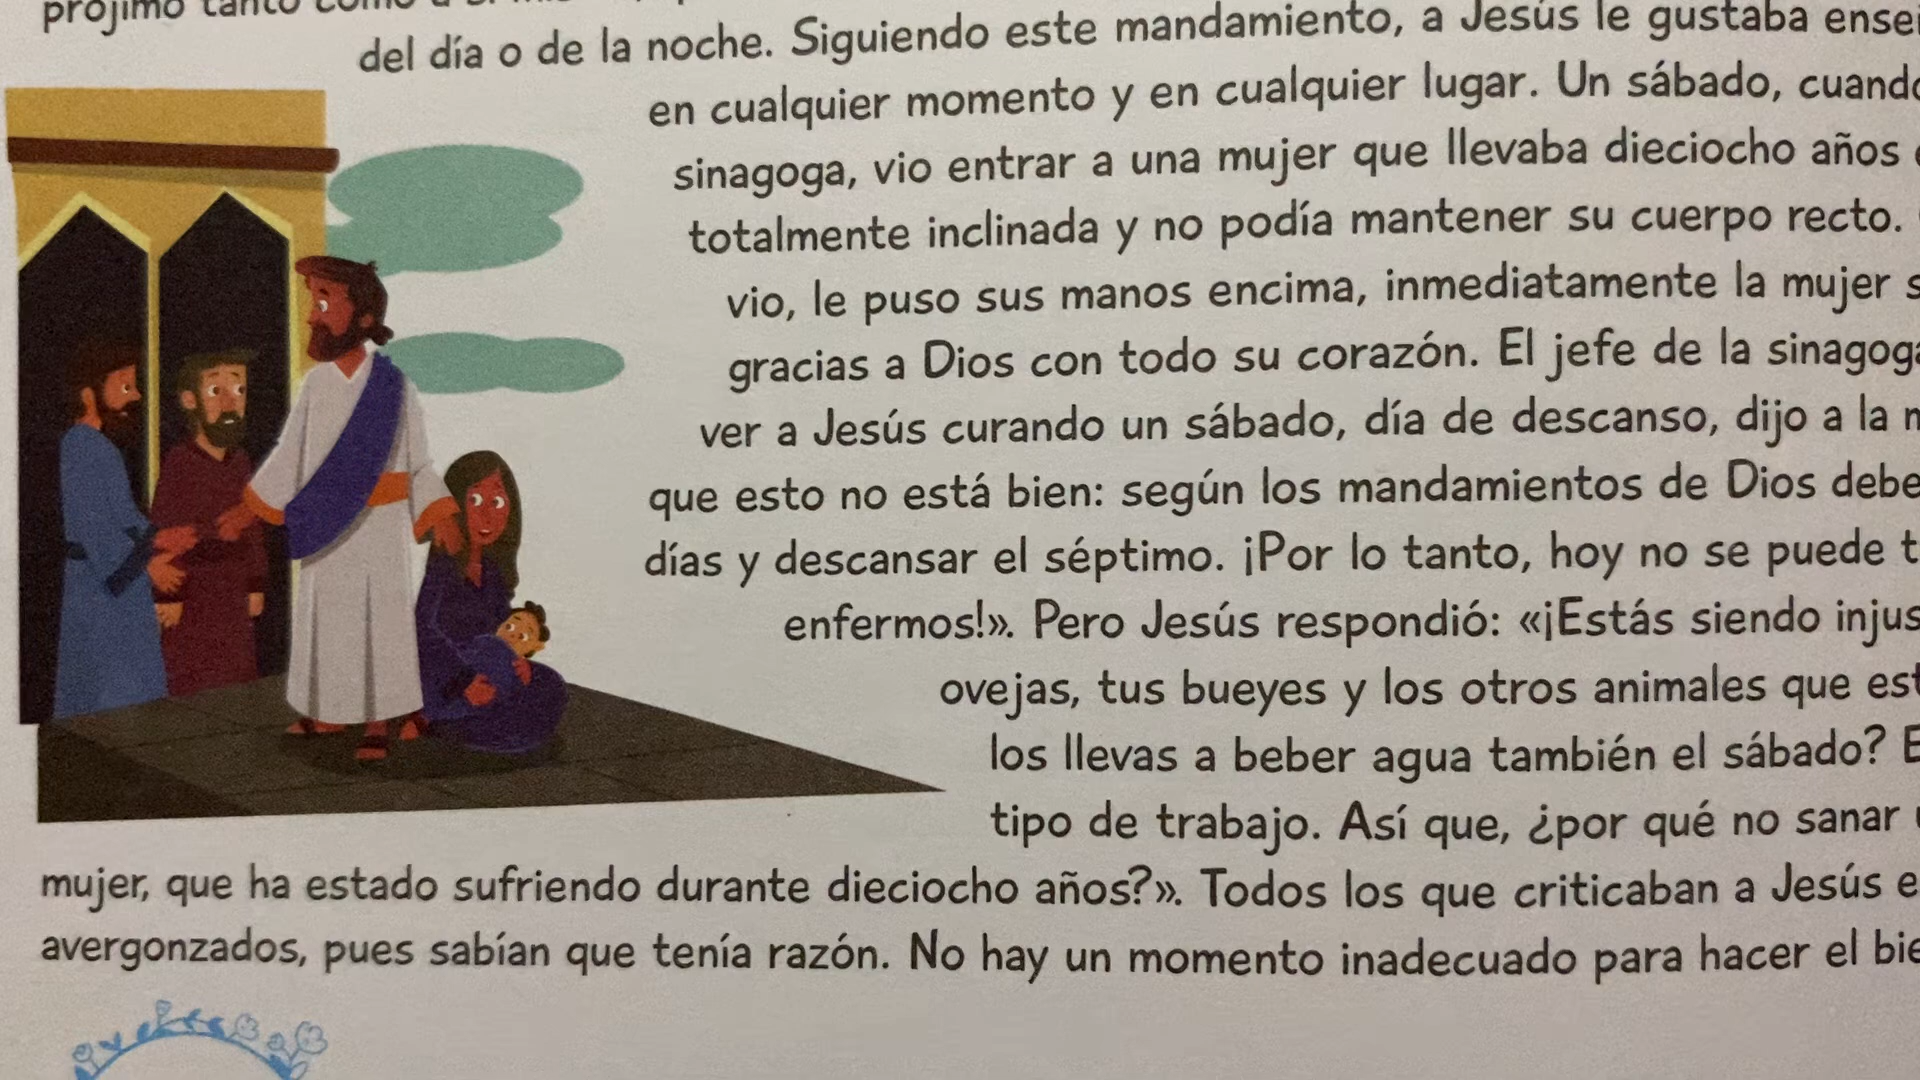 prójimo tanto como a
del día o de la noche. Siguiendo este mandamiento, a Jesús le gustaba
en cualquier momento y en cualquier lugar. Un sábado,
sinagoga, vio entrar a una mujer que llevaba dieciocho años
totalmente inclinada y no podía mantener su cuerpo recto.
vio, le puso sus manos encima, inmediatamente la mujer
gracias a Dios con todo su corazón. El jefe de la
ver a Jesús curando un sábado, día de descanso, dijo a la
que esto no está bien: según los mandamientos de Dios
días y descansar el séptimo. ¡Por lo tanto, hoy no se puede
enfermos!». Pero Jesús respondió: «¡Estás siendo
ovejas, tus bueyes y los otros animales que
los llevas a beber agua también el sábado?
tipo de trabajo. Así que, ¿por qué no sanar
mujer, que ha estado sufriendo durante dieciocho años?». Todos los que criticaban a Jesús
avergonzados, pues sabían que tenía razón. No hay un momento inadecuado para hacer el